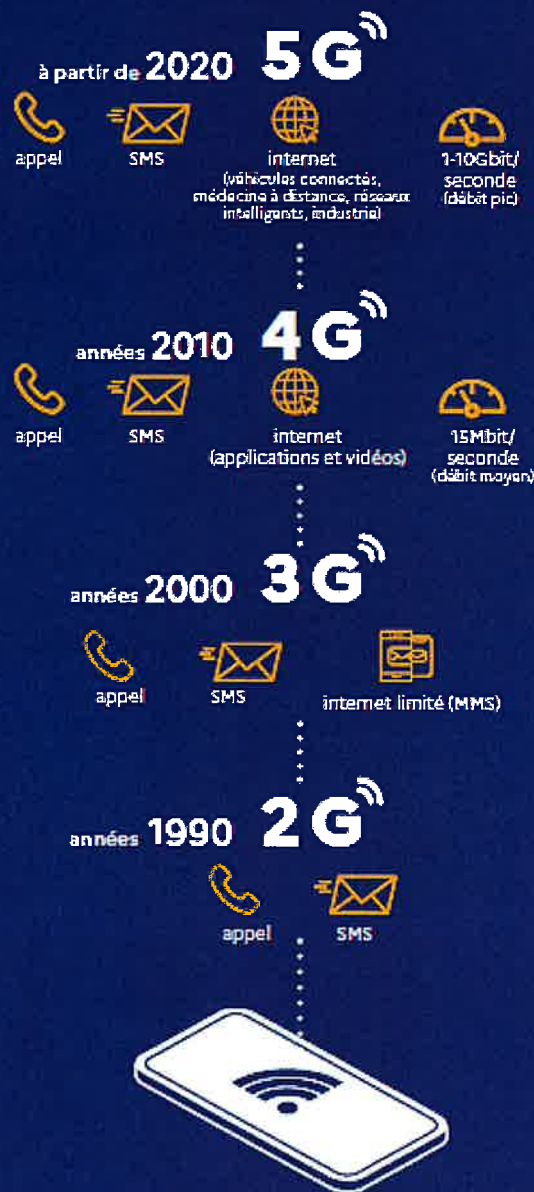 à partir de 2020 5G
appel
SMS
internet
(véhicules connectés,
médecine à distance, réseaux
intelligents, industrie)
1-10Gbit/
seconde
(débit pic)
années 2010 4G
appel
SMS
internet
(applications et vidéos)
15Mbit/
seconde
(débit moyen)
années 2000 3G
appel
SMS
internet limité (MMS)
années 1990 2G
appel
SMS